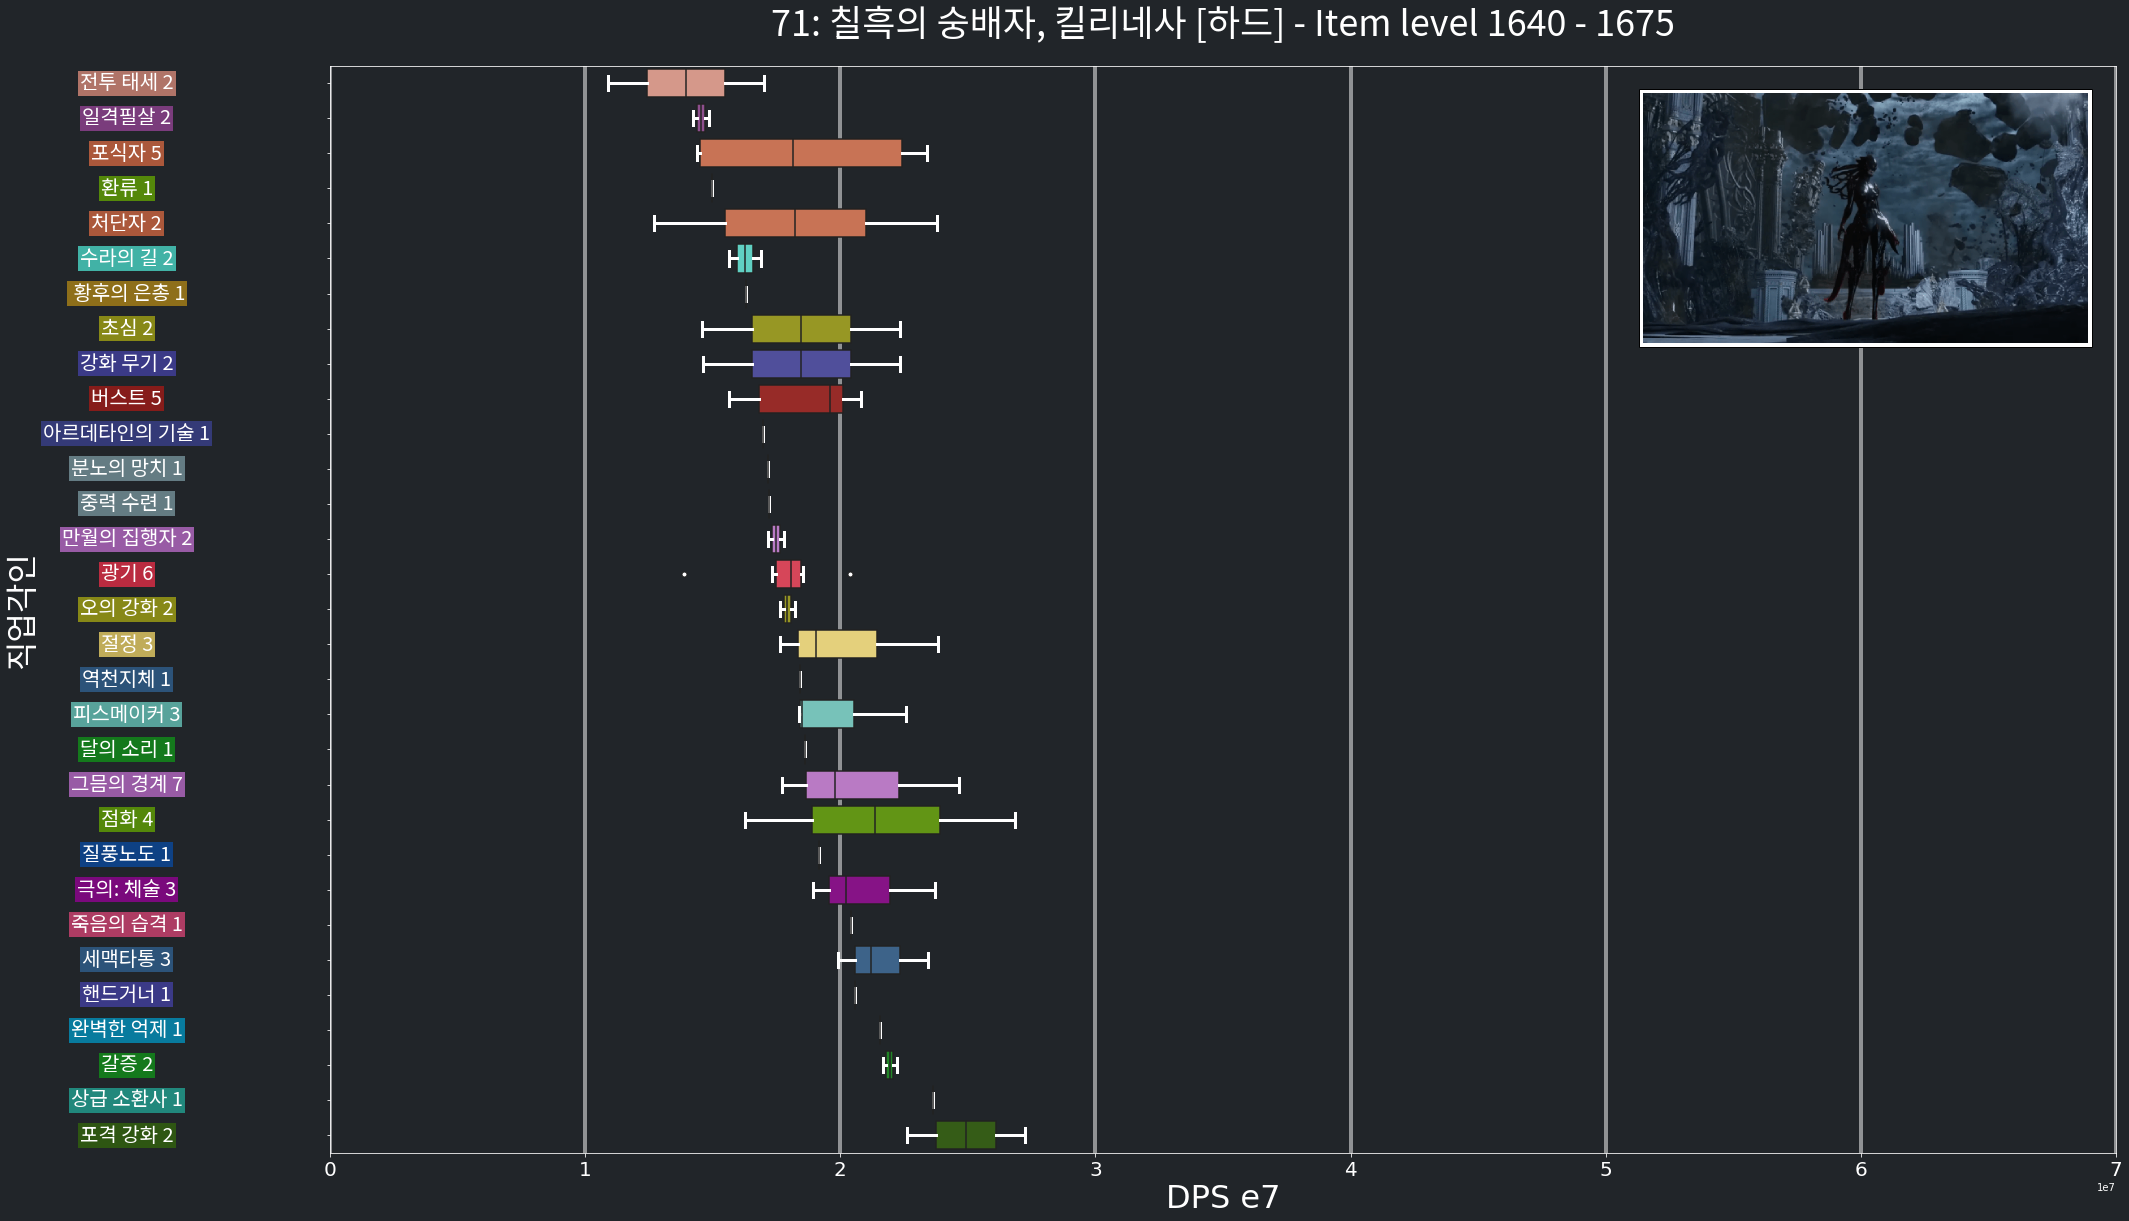 71: 칠흑의 숭배자, 킬리네사 [하드] - Item level 1640 - 1675
전투 태세 2
일격필살 2
포식자 5
환류 1
처단자 2
수라의 길 2
황후의 은총 1
초심 2
강화 무기 2
버스트 5
아르데타인의 기술 1
분노의 망치 1
중력 수련 1
만월의 집행자 2
광기 6
오의 강화 2
절정 3
역천지체 1
피스메이커 3
달의 소리 1
그믐의 경계 7
점화 4
질풍노도 1
극의: 체술 3
죽음의 습격 1
세맥타통 3
핸드거너 1
완벽한 억제 1
갈증 2
상급 소환사 1
포격 강화 2
직업각인
0 1 2 3 4 5 6 7
1e7
DPS e7